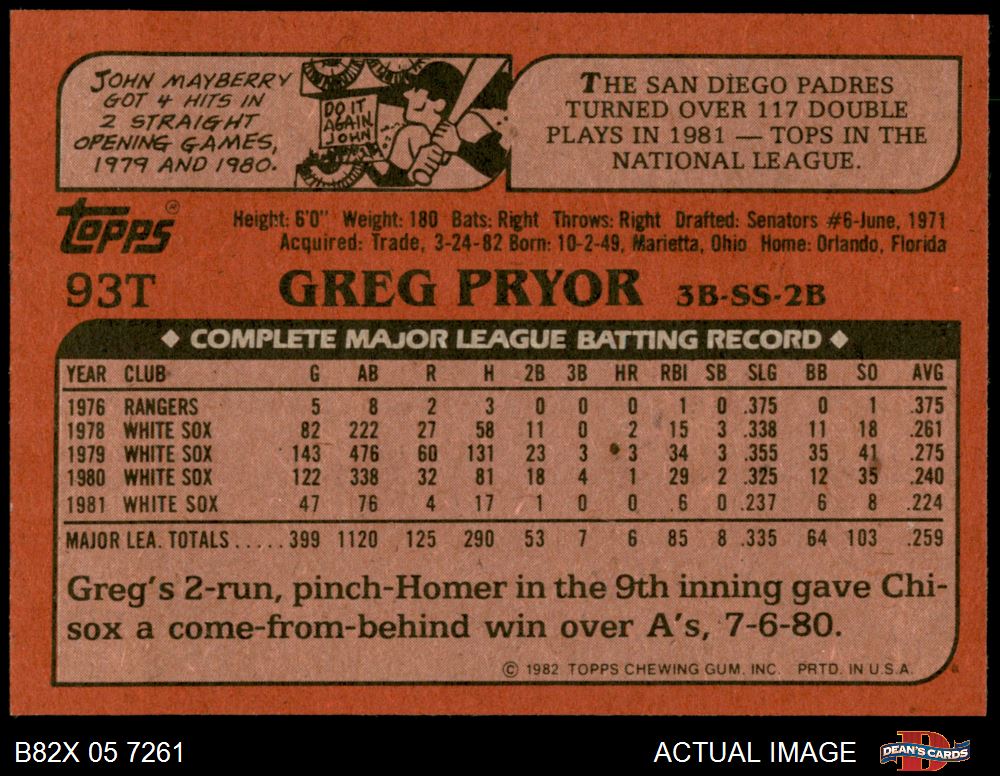 JOHN MAYBERRY
GOT 4 HITS IN
2 STRAIGHT
OPENING GAMES,
1979 AND 1980.
DO IT
AGAIN
JOHN
THE SAN DIEGO PADRES
TURNED OVER 117 DOUBLE
PLAYS IN 1981 — TOPS IN THE
NATIONAL LEAGUE.
Topps®
Height: 6'0" Weight: 180 Bats: Right Throws: Right Drafted: Senators #6-June, 1971
Acquired: Trade, 3-24-82 Born: 10-2-49, Marietta, Ohio Home: Orlando, Florida
93T GREG PRYOR 3B-SS-2B
◆ COMPLETE MAJOR LEAGUE BATTING RECORD ◆
YEAR CLUB G AB R H 2B 3B HR RBI SB SLG BB SO AVG
1976 RANGERS 5 8 2 3 0 0 0 1 0 .375 0 1 .375
1978 WHITE SOX 82 222 27 58 11 0 2 15 3 .338 11 18 .261
1979 WHITE SOX 143 476 60 131 23 3 3 34 3 .355 35 41 .275
1980 WHITE SOX 122 338 32 81 18 4 1 29 2 .325 12 35 .240
1981 WHITE SOX 47 76 4 17 1 0 0 6 0 .237 6 8 .224
MAJOR LEA. TOTALS ..... 399 1120 125 290 53 7 6 85 8 .335 64 103 .259
Greg's 2-run, pinch-Homer in the 9th inning gave Chi-
sox a come-from-behind win over A's, 7-6-80.
© 1982 TOPPS CHEWING GUM, INC. PRTD. IN U.S.A.
B82X 05 7261
ACTUAL IMAGE
D
DEAN'S CARDS